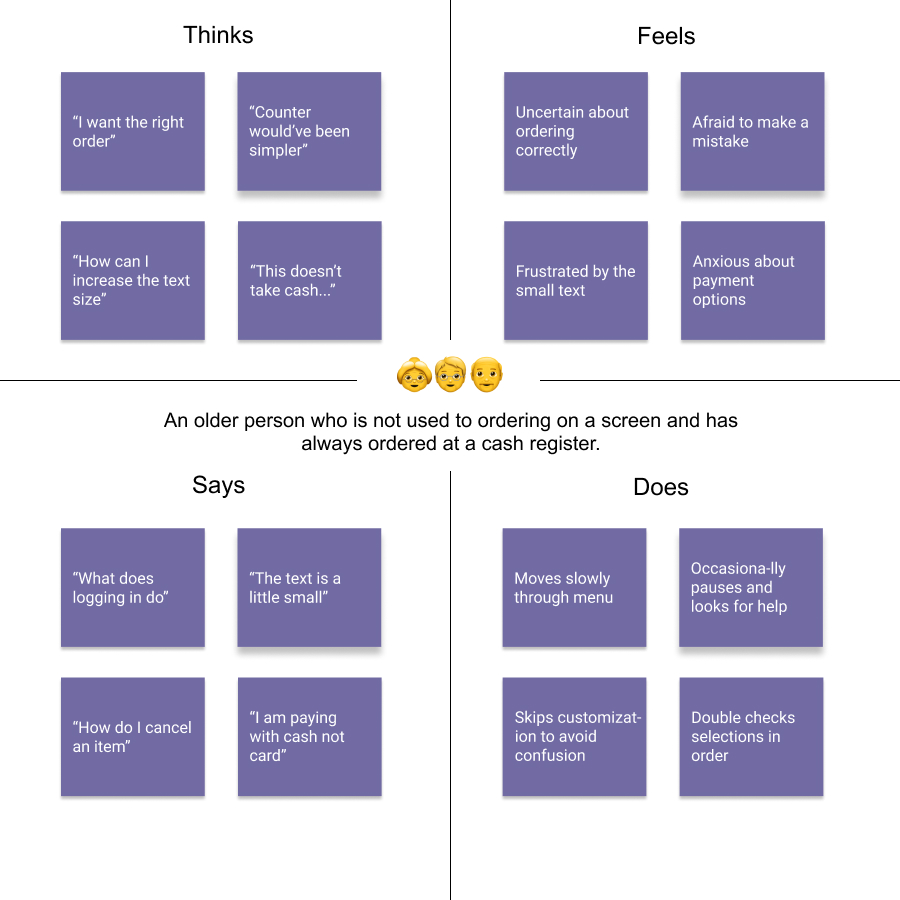 Thinks
“I want the right
order”
“Counter
would’ve been
simpler”
“How can I
increase the text
size”
“This doesn’t
take cash...”
Feels
Uncertain about
ordering
correctly
Afraid to make a
mistake
Frustrated by the
small text
Anxious about
payment
options
An older person who is not used to ordering on a screen and has
always ordered at a cash register.
Says
“What does
logging in do”
“The text is a
little small”
“How do I cancel
an item”
“I am paying
with cash not
card”
Does
Moves slowly
through menu
Occasiona-lly
pauses and
looks for help
Skips customizat-
ion to avoid
confusion
Double checks
selections in
order